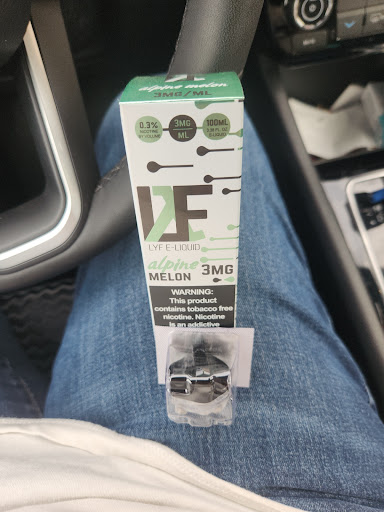 alpine melon
3MG/ML
0.3%
NICOTINE
BY VOLUME
3MG
ML
100ML
LYF E-LIQUID
alpine
MELON 3MG
WARNING:
This product
contains tobacco free
nicotine. Nicotine
is an addictive